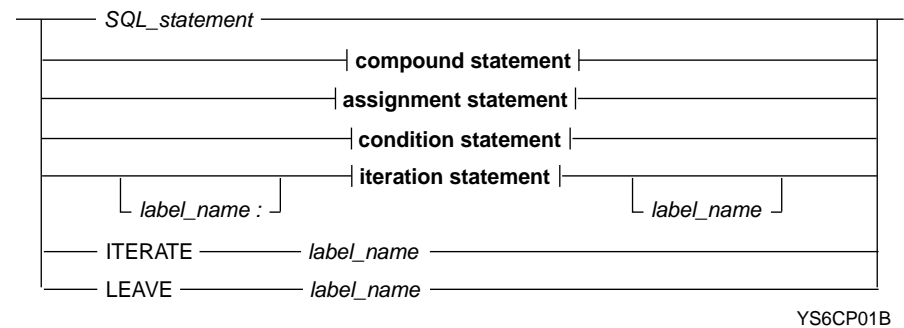 SQL_statement
compound statement
assignment statement
condition statement
iteration statement
label_name : label_name
ITERATE label_name
LEAVE label_name
YS6CP01B